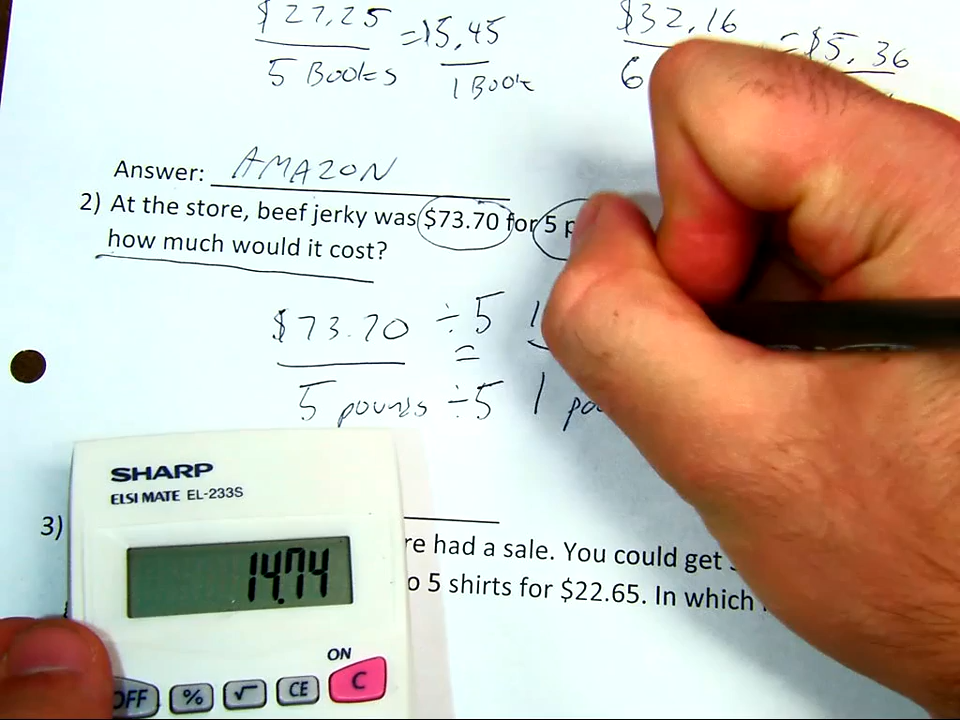 $27.25 = 15.45 $32.16 = $5.36
5 Books 1 Book 6
Answer: AMAZON
2) At the store, beef jerky was $73.70 for 5 p
how much would it cost?
$73.70 ÷5 1
=
5 pounds ÷5 1 po
SHARP
ELSI MATE EL-233S
14.74
3) re had a sale. You could get
o 5 shirts for $22.65. In which
ON
OFF % √ CE C